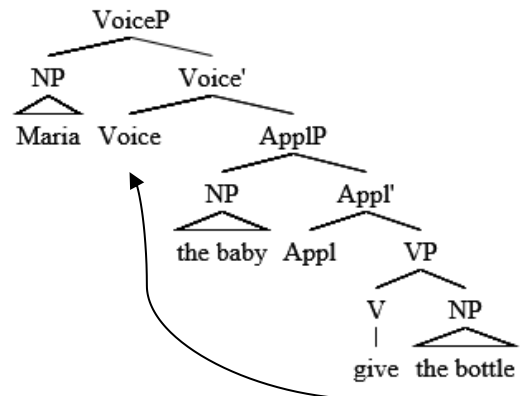 VoiceP
NP Voice'
Maria Voice ApplP
NP Appl'
the baby Appl VP
V NP
give the bottle